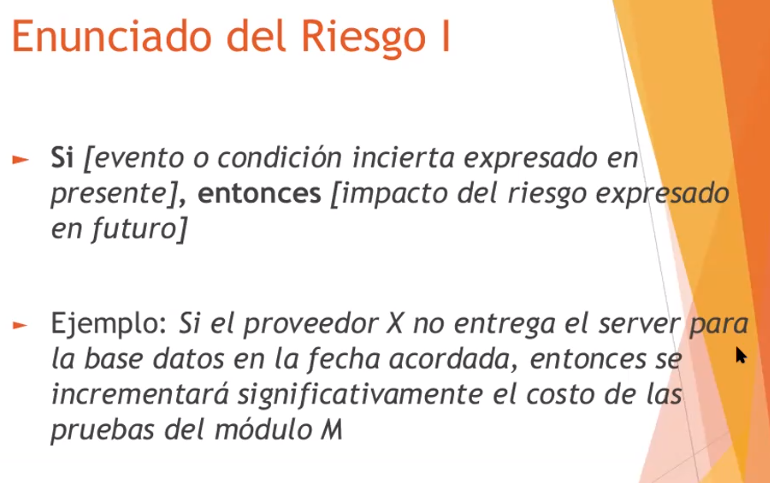 Enunciado del Riesgo I
► Si [evento o condición incierta expresado en
presente], entonces [impacto del riesgo expresado
en futuro]
► Ejemplo: Si el proveedor X no entrega el server para
la base datos en la fecha acordada, entonces se
incrementará significativamente el costo de las
pruebas del módulo M